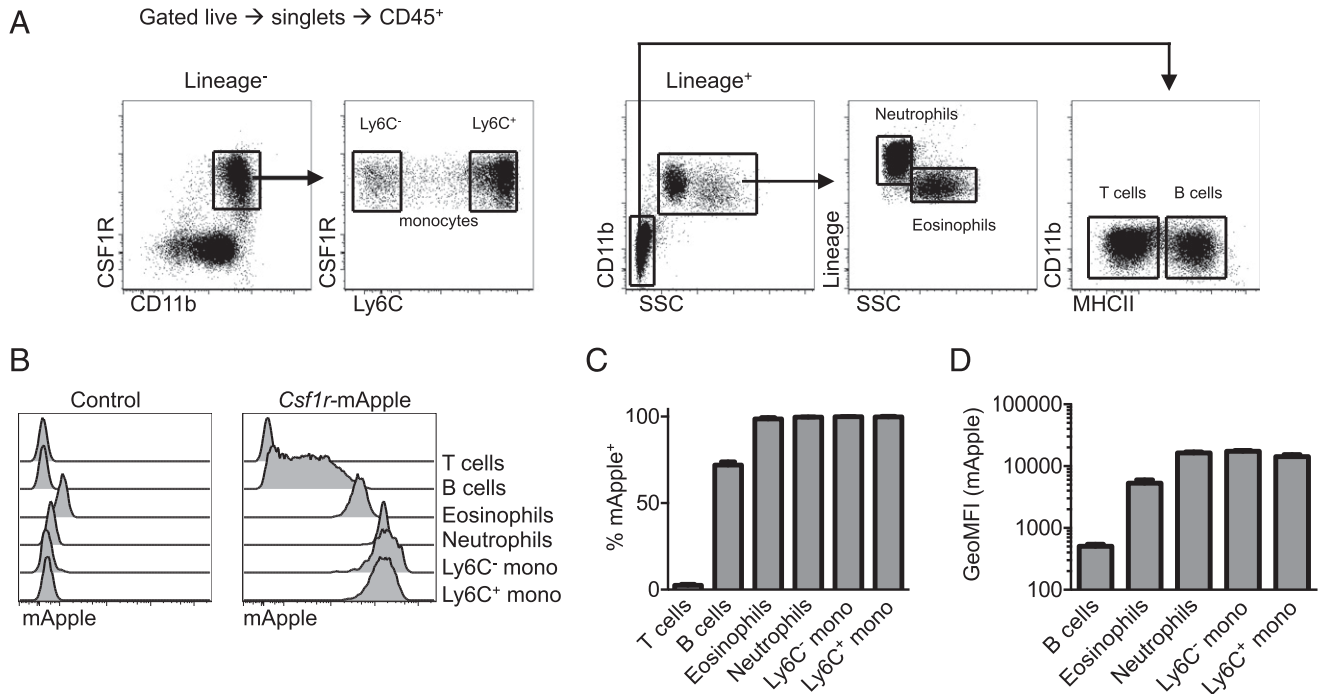 A
Gated live → singlets → CD45⁺
Lineage⁻
Lineage⁺
CSF1R
CD11b
Ly6C⁻
Ly6C⁺
monocytes
CSF1R
Ly6C
CD11b
SSC
Neutrophils
Eosinophils
Lineage
SSC
T cells
B cells
CD11b
MHCII
B
Control
Csf1r-mApple
T cells
B cells
Eosinophils
Neutrophils
Ly6C⁻ mono
Ly6C⁺ mono
mApple
mApple
C
% mApple⁺
100
50
0
T cells
B cells
Eosinophils
Neutrophils
Ly6C⁻ mono
Ly6C⁺ mono
D
GeoMFI (mApple)
100000
10000
1000
100
B cells
Eosinophils
Neutrophils
Ly6C⁻ mono
Ly6C⁺ mono